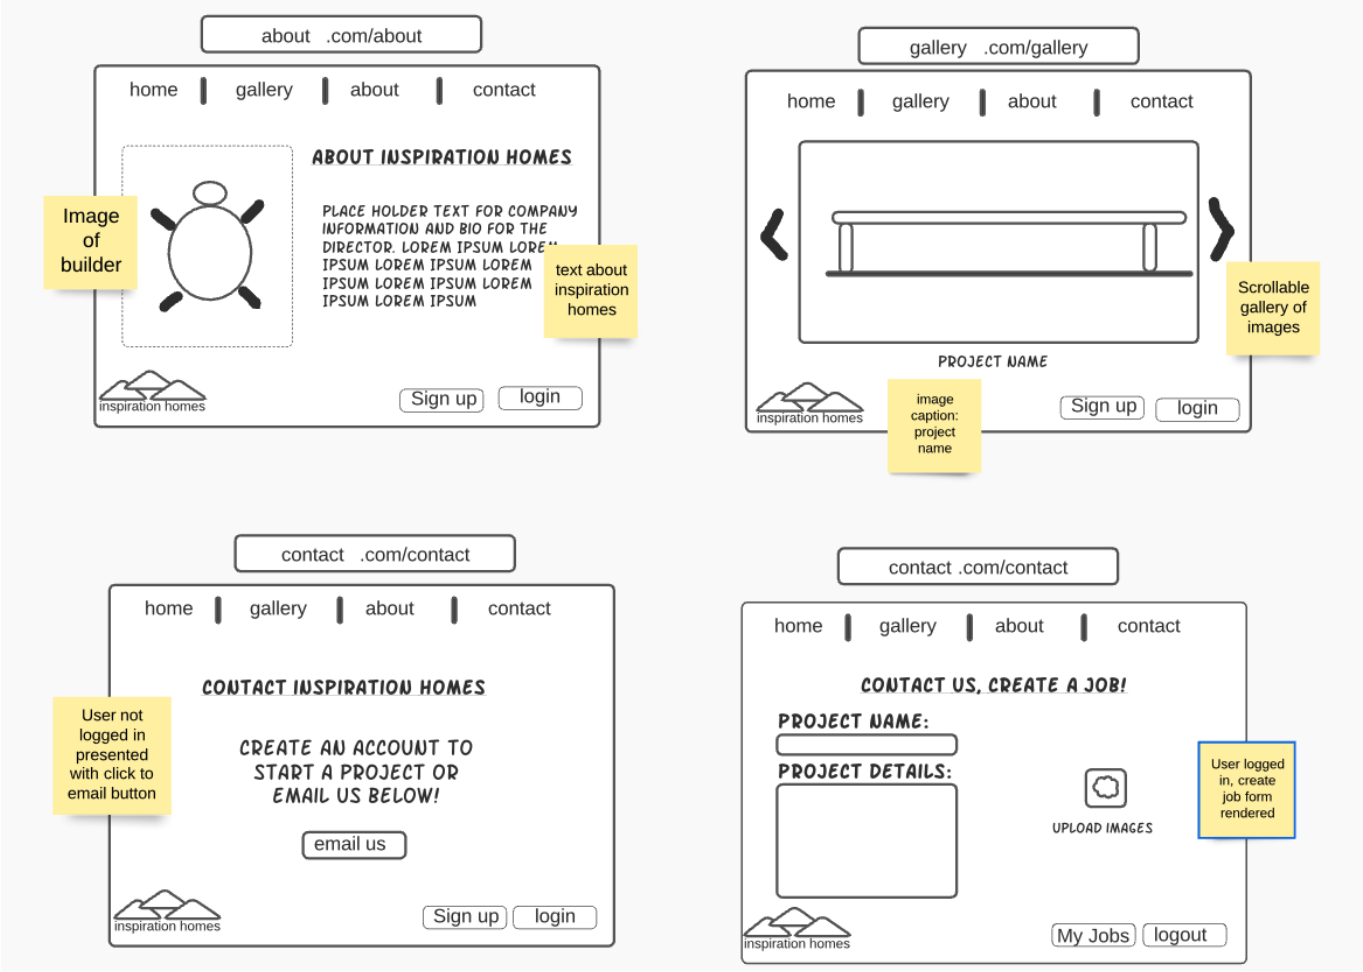 about .com/about
home gallery about contact
ABOUT INSPIRATION HOMES
Image
of
builder
PLACE HOLDER TEXT FOR COMPANY
INFORMATION AND BIO FOR THE
DIRECTOR. LOREM IPSUM LOREM
IPSUM LOREM IPSUM LOREM
IPSUM LOREM IPSUM LOREM
IPSUM LOREM IPSUM
text about
inspiration
homes
inspiration homes
Sign up login
gallery .com/gallery
home gallery about contact
Scrollable
gallery of
images
PROJECT NAME
image
caption:
project
name
inspiration homes
Sign up login
contact .com/contact
home gallery about contact
CONTACT INSPIRATION HOMES
User not
logged in
presented
with click to
email button
CREATE AN ACCOUNT TO
START A PROJECT OR
EMAIL US BELOW!
email us
inspiration homes
Sign up login
contact .com/contact
home gallery about contact
CONTACT US, CREATE A JOB!
PROJECT NAME:
PROJECT DETAILS:
UPLOAD IMAGES
User logged
in, create
job form
rendered
inspiration homes
My Jobs logout